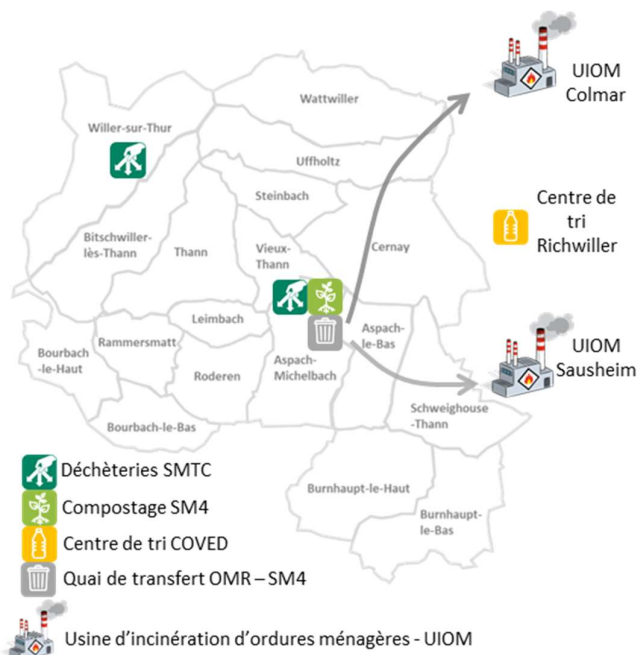 UIOM
Colmar
Wattwiller
Willer-sur-Thur
Uffholtz
Steinbach
Centre de
tri
Richwiller
Bitschwiller-
lès-Thann
Thann
Vieux-
Thann
Cernay
Leimbach
Aspach-
le-Bas
Rammersmatt
Bourbach
-le-Haut
Roderen
Aspach-
Michelbach
UIOM
Sausheim
Schweighouse
-Thann
Bourbach-le-Bas
Déchèteries SMTC
Compostage SM4
Centre de tri COVED
Quai de transfert OMR – SM4
Burnhaupt-le-Haut
Burnhaupt-
le-Bas
Usine d'incinération d'ordures ménagères - UIOM